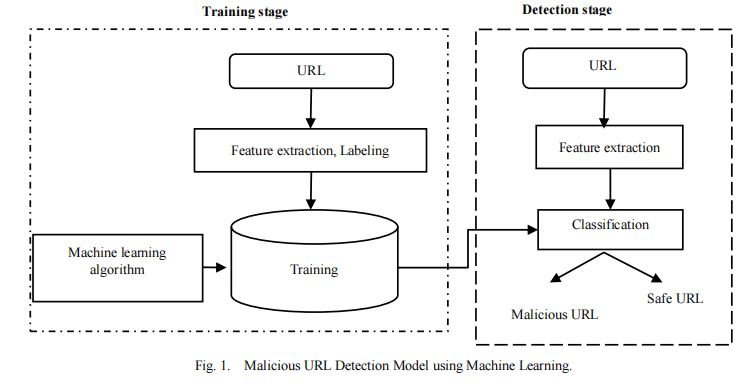 Training stage
Detection stage
URL
Feature extraction, Labeling
Machine learning
algorithm
Training
URL
Feature extraction
Classification
Malicious URL
Safe URL
Fig. 1. Malicious URL Detection Model using Machine Learning.